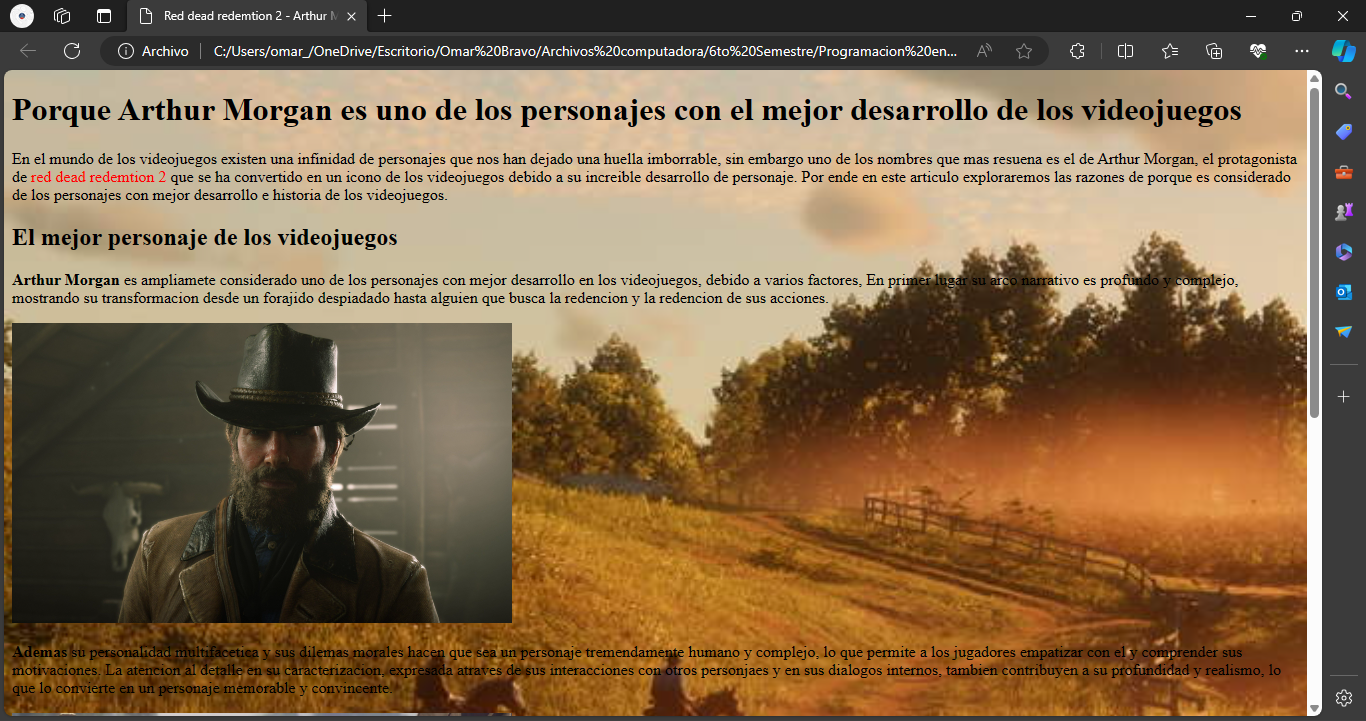 Red dead redemtion 2 - Arthur M
Archivo
C:/Users/omar_/OneDrive/Escritorio/Omar%20Bravo/Archivos%20computadora/6to%20Semestre/Programacion%20en...
Porque Arthur Morgan es uno de los personajes con el mejor desarrollo de los videojuegos
En el mundo de los videojuegos existen una infinidad de personajes que nos han dejado una huella imborrable, sin embargo uno de los nombres que mas resuena es el de Arthur Morgan, el protagonista
de red dead redemtion 2 que se ha convertido en un icono de los videojuegos debido a su increible desarrollo de personaje. Por ende en este articulo exploraremos las razones de porque es considerado
de los personajes con mejor desarrollo e historia de los videojuegos.
El mejor personaje de los videojuegos
Arthur Morgan es ampliamete considerado uno de los personajes con mejor desarrollo en los videojuegos, debido a varios factores, En primer lugar su arco narrativo es profundo y complejo,
mostrando su transformacion desde un forajido despiadado hasta alguien que busca la redencion y la redencion de sus acciones.
Ademas su personalidad multifacetica y sus dilemas morales hacen que sea un personaje tremendamente humano y complejo, lo que permite a los jugadores empatizar con el y comprender sus
motivaciones. La atencion al detalle en su caracterizacion, expresada atraves de sus interacciones con otros personjaes y en sus dialogos internos, tambien contribuyen a su profundidad y realismo, lo
que lo convierte en un personaje memorable y convincente.